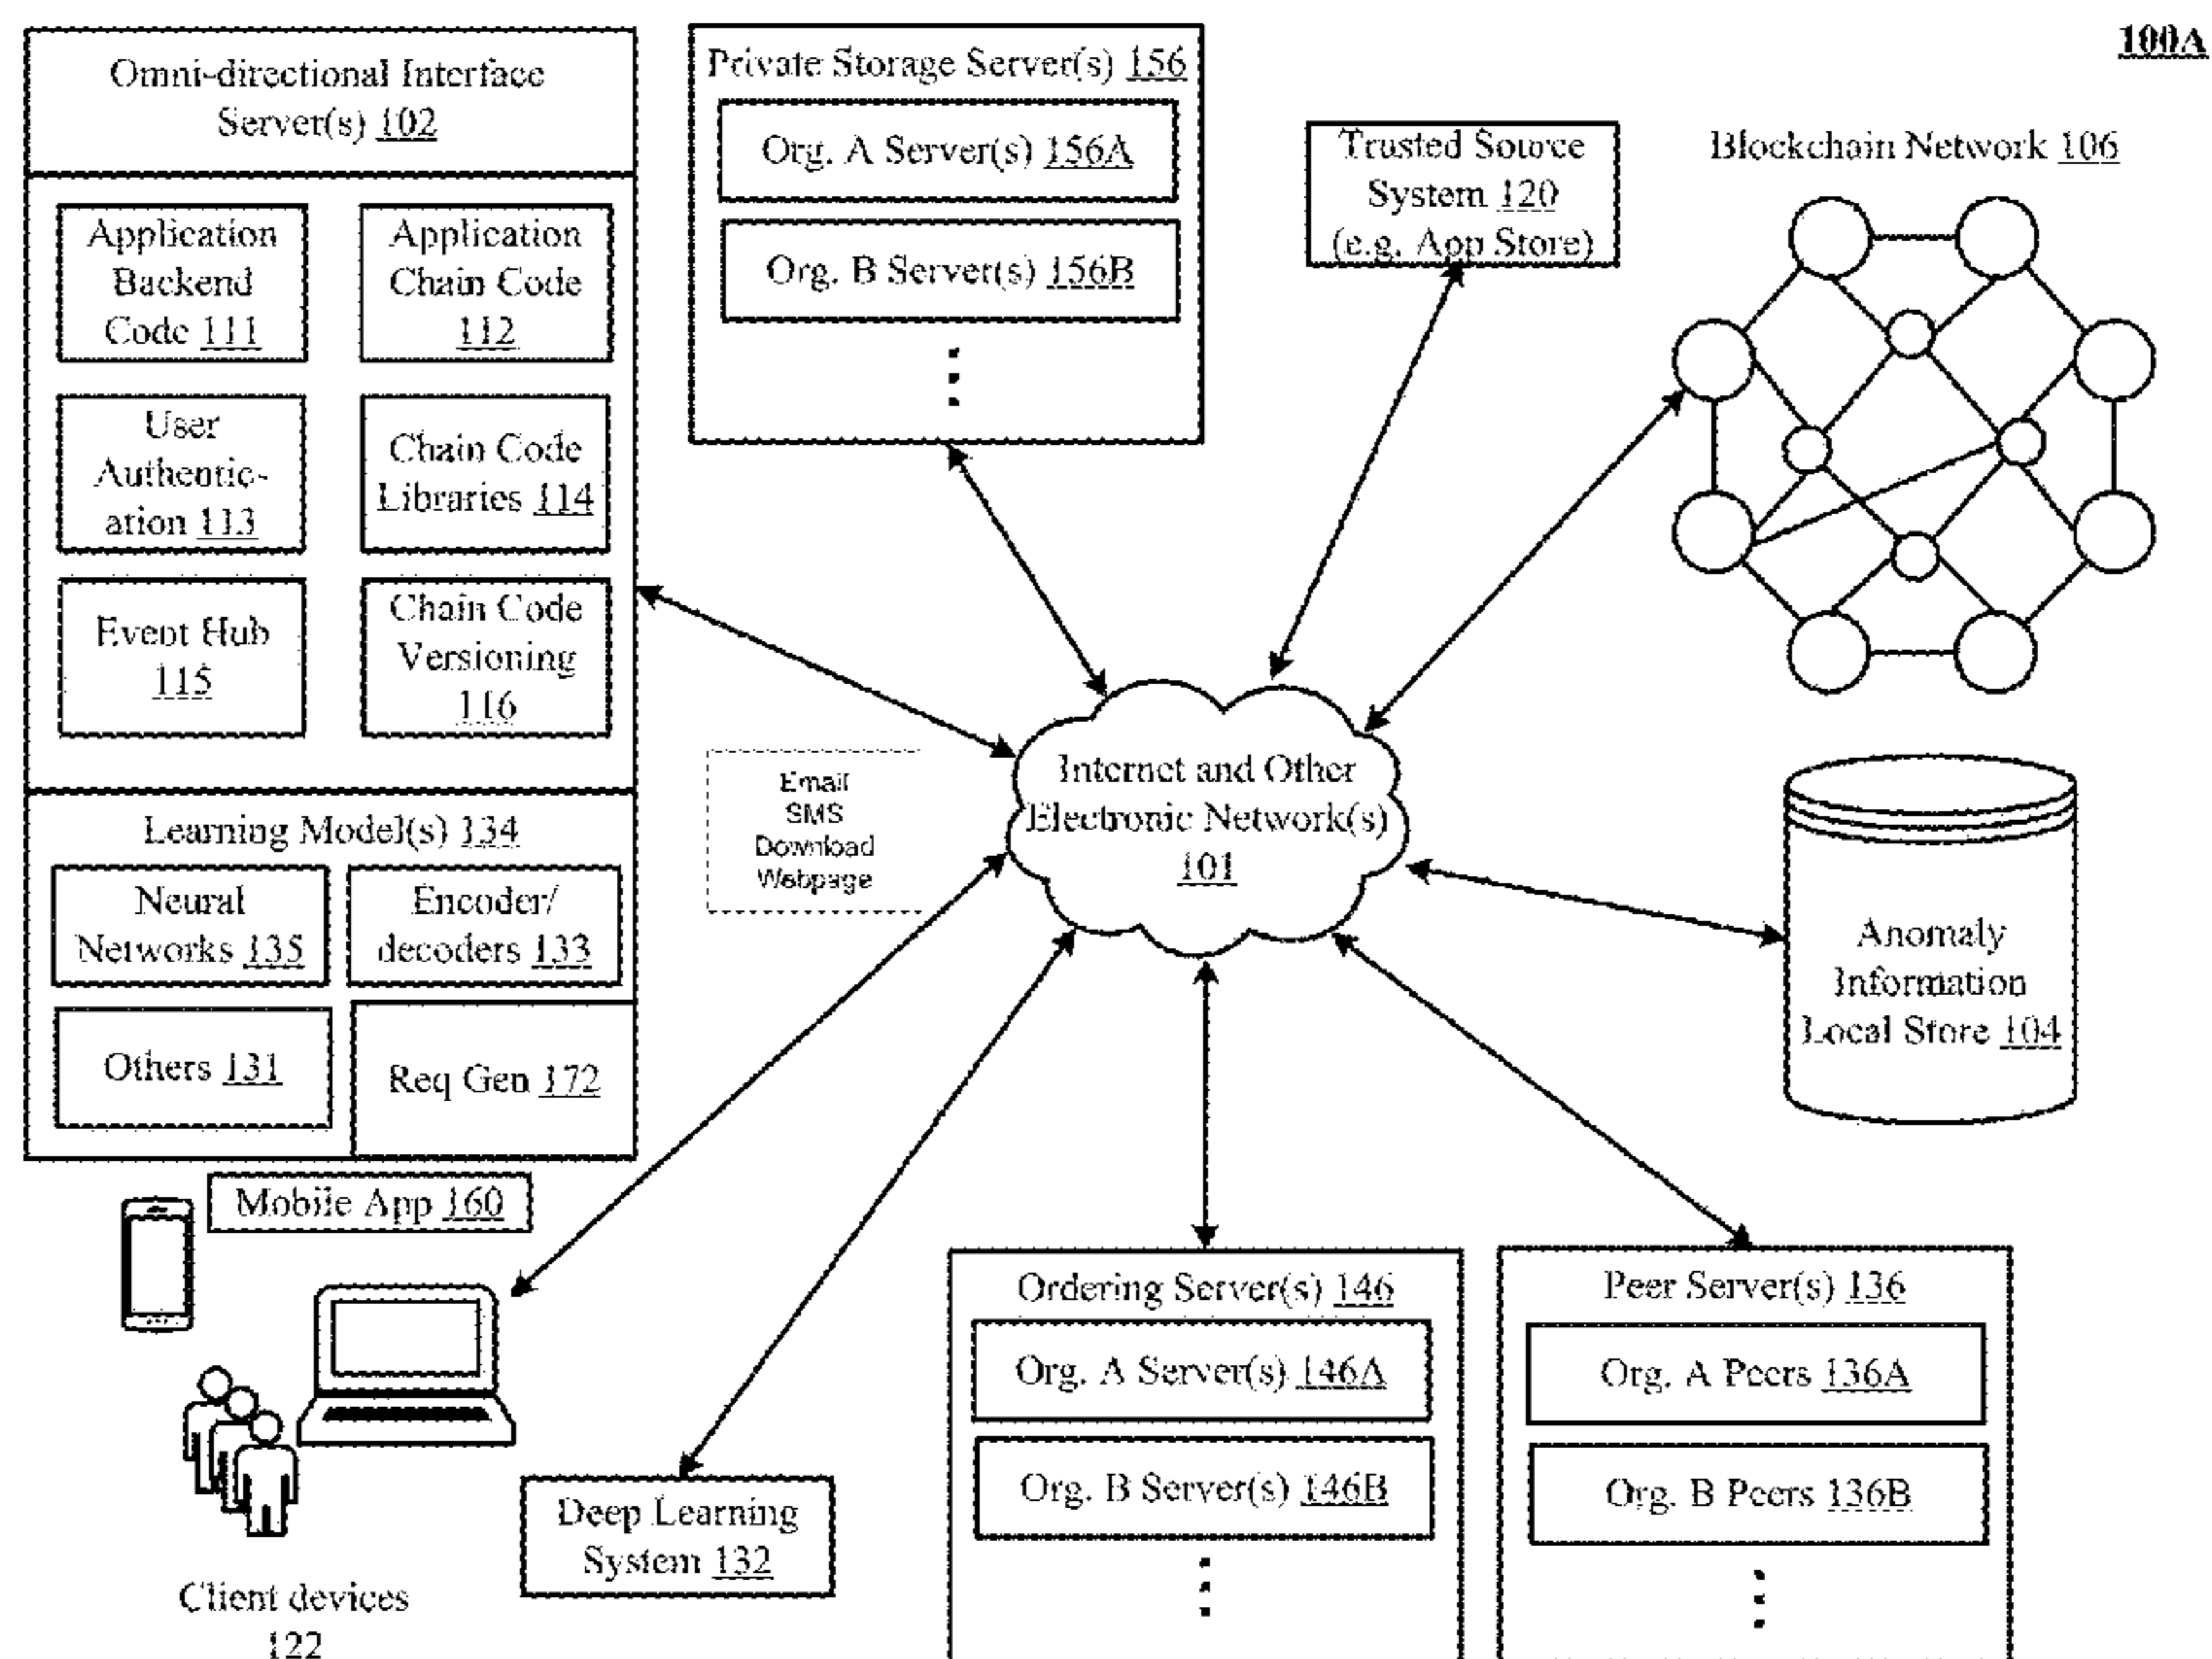 100A
Omni-directional Interface
Server(s) 102
Application
Backend
Code 111
Application
Chain Code
112
User
Authentic-
ation 113
Chain Code
Libraries 114
Event Hub
115
Chain Code
Versioning
116
Learning Model(s) 134
Neural
Networks 135
Encoder/
decoders 133
Others 131
Req Gen 172
Private Storage Server(s) 156
Org. A Server(s) 156A
Org. B Server(s) 156B
Trusted Source
System 120
(e.g. App Store)
Blockchain Network 106
Email
SMS
Download
Webpage
Internet and Other
Electronic Network(s)
101
Anomaly
Information
Local Store 104
Mobile App 160
Client devices
122
Deep Learning
System 132
Ordering Server(s) 146
Org. A Server(s) 146A
Org. B Server(s) 146B
Peer Server(s) 136
Org. A Peers 136A
Org. B Peers 136B